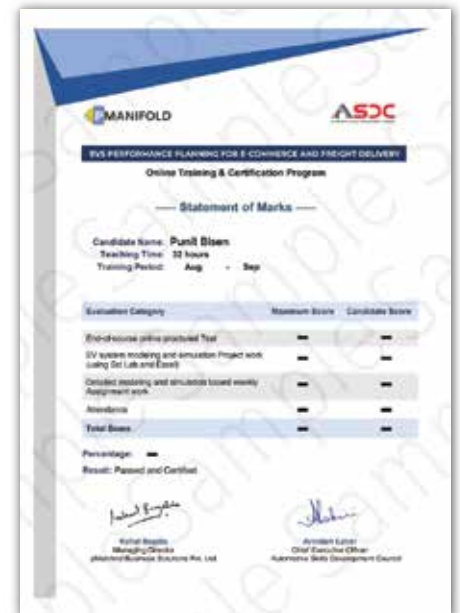 MANIFOLD
ASDC
EVS PERFORMANCE PLANNING FOR E-COMMERCE AND FREIGHT DELIVERY
Online Training & Certification Program
Statement of Marks
Candidate Name: Punit Bisen
Teaching Time: 32 hours
Training Period: Aug - Sep
Evaluation Category Maximum Score Candidate Score
End-of-course online proctored Test
EV system modeling and simulation Project work
(using Sci Lab and Excel)
Detailed modeling and simulation based weekly
Assignment work
Attendance
Total Score
Percentage:
Result: Passed and Certified
Managing Director
Chief Executive Officer
Automotive Skills Development Council
Sample